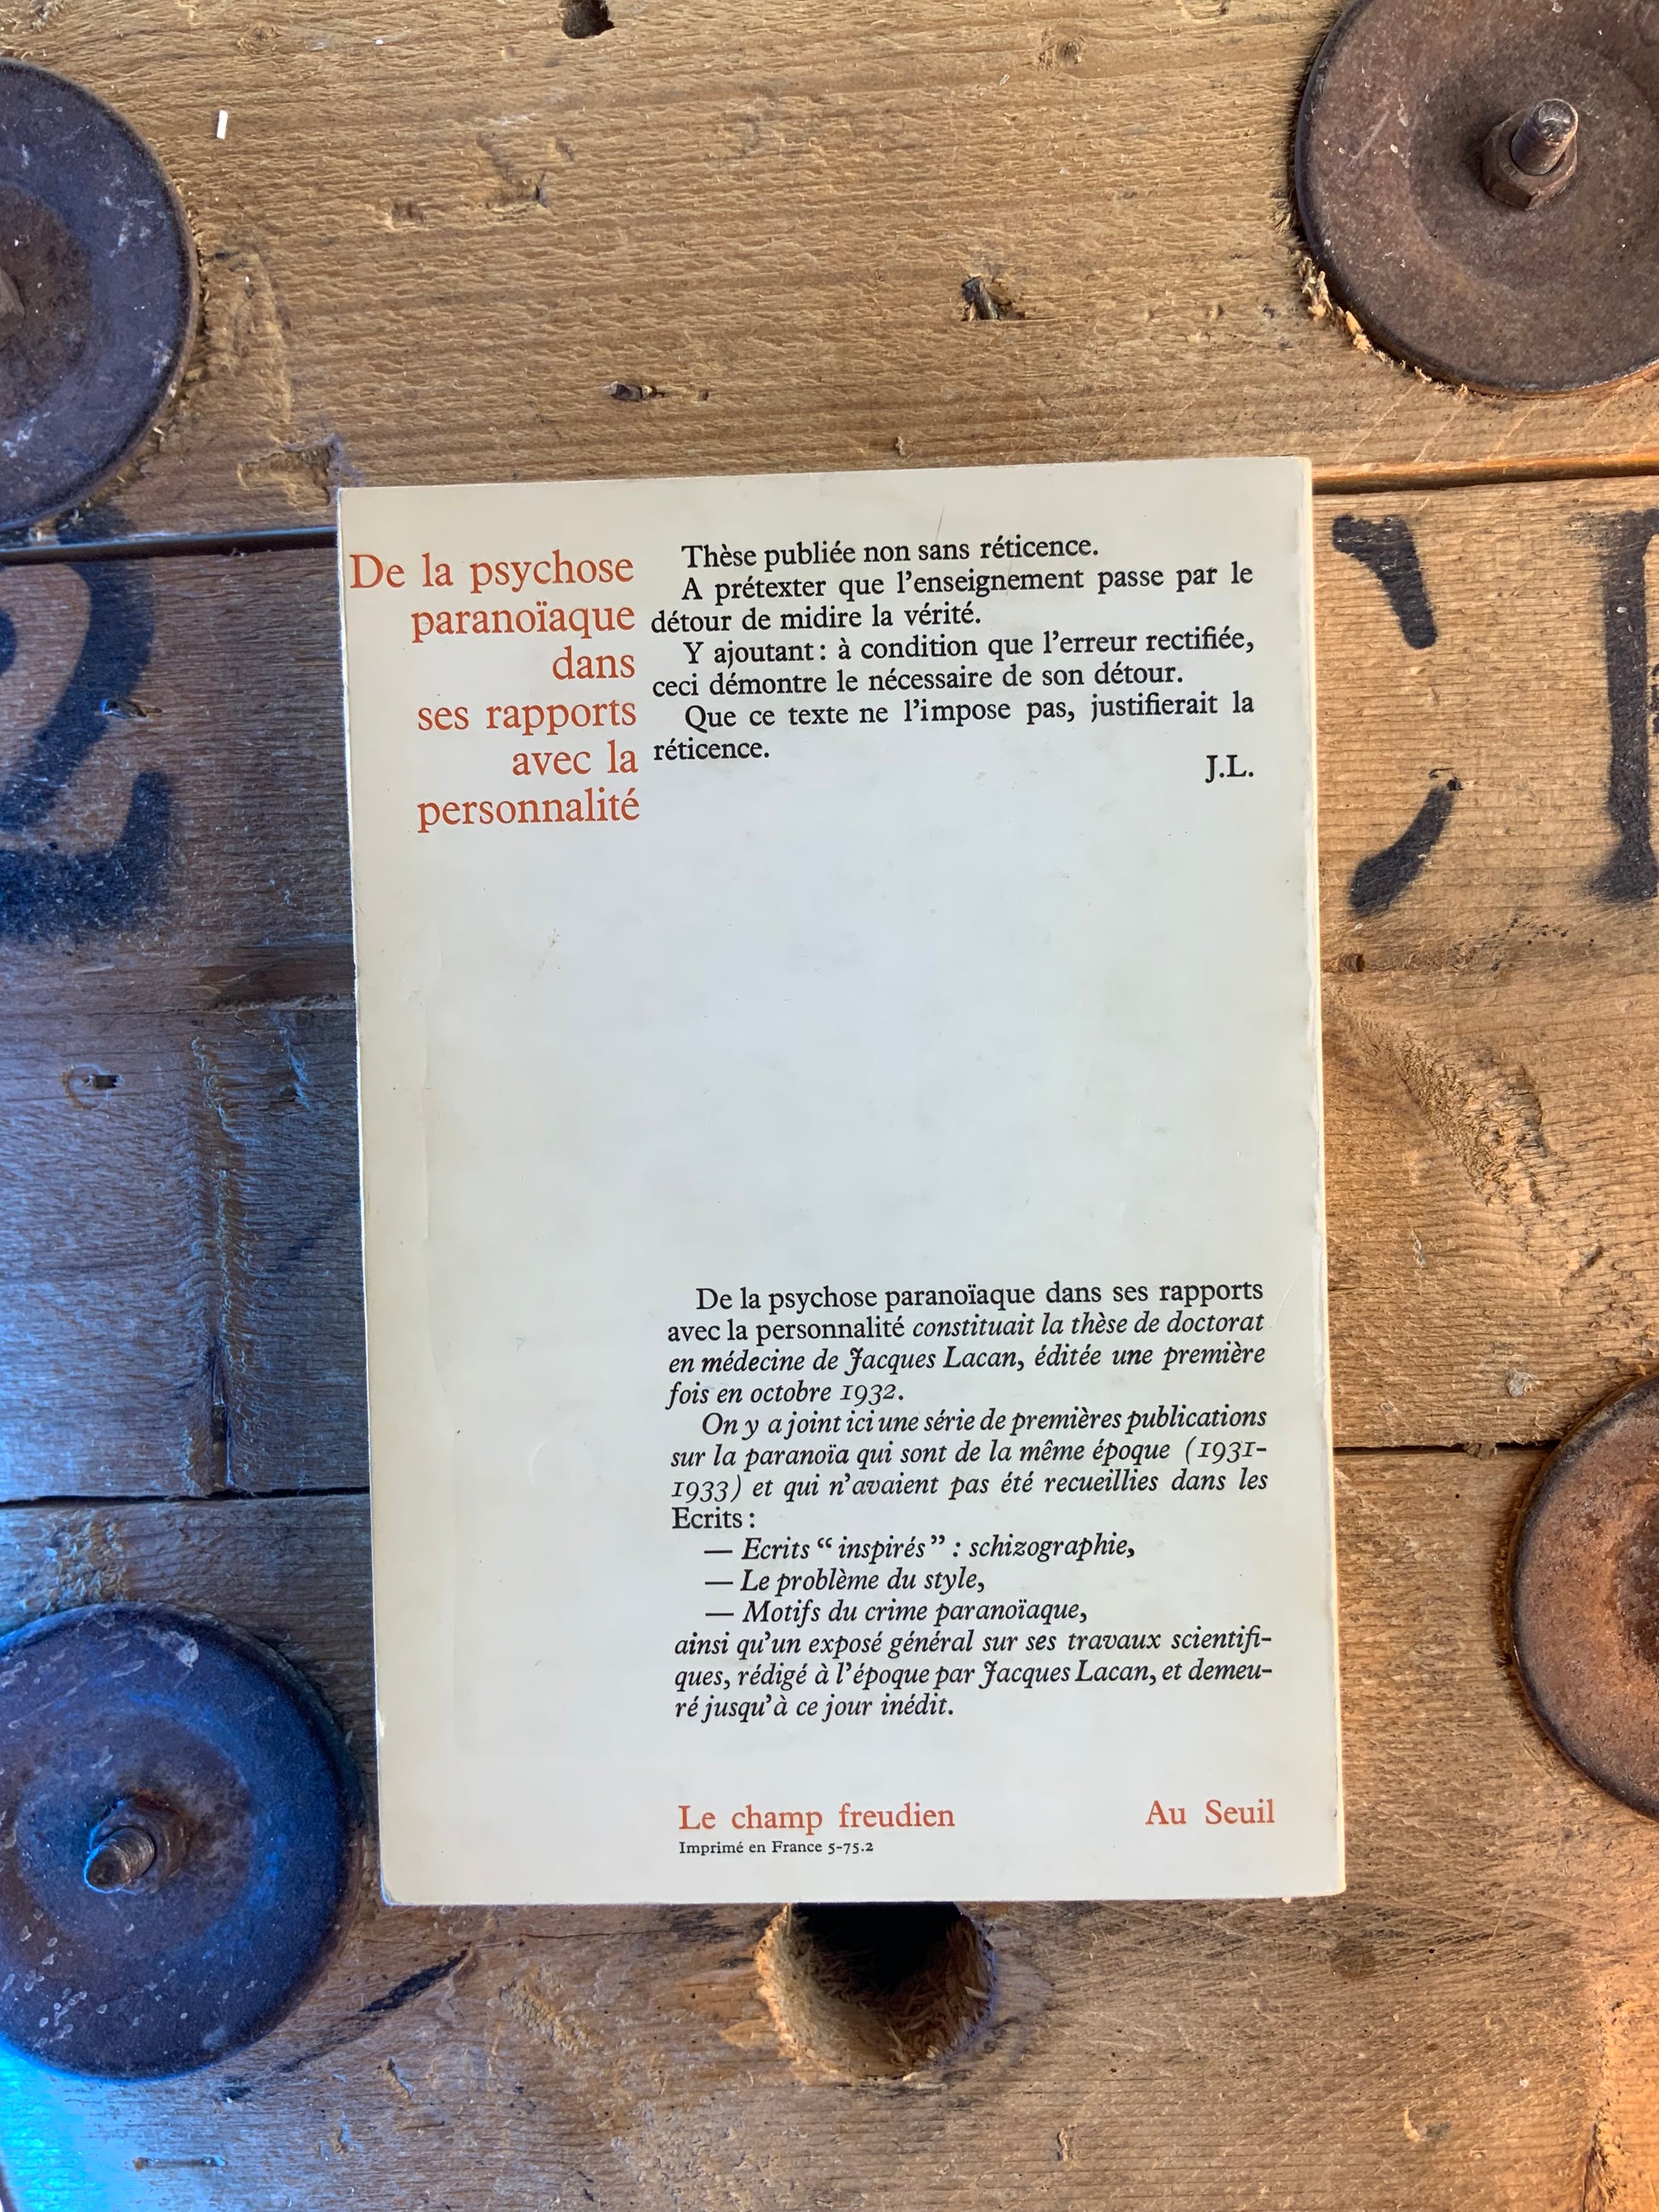 De la psychose
paranoïaque
dans
ses rapports
avec la
personnalité
Thèse publiée non sans réticence.
A prétexter que l'enseignement passe par le
détour de midire la vérité.
Y ajoutant : à condition que l'erreur rectifiée,
ceci démontre le nécessaire de son détour.
Que ce texte ne l'impose pas, justifierait la
réticence.
J.L.
De la psychose paranoïaque dans ses rapports
avec la personnalité constituait la thèse de doctorat
en médecine de Jacques Lacan, éditée une première
fois en octobre 1932.
On y a joint ici une série de premières publications
sur la paranoïa qui sont de la même époque (1931-
1933) et qui n'avaient pas été recueillies dans les
Ecrits :
— Ecrits “ inspirés ” : schizographie,
— Le problème du style,
— Motifs du crime paranoïaque,
ainsi qu'un exposé général sur ses travaux scientifi-
ques, rédigé à l'époque par Jacques Lacan, et demeu-
ré jusqu'à ce jour inédit.
Le champ freudien
Au Seuil
Imprimé en France 5-75.2